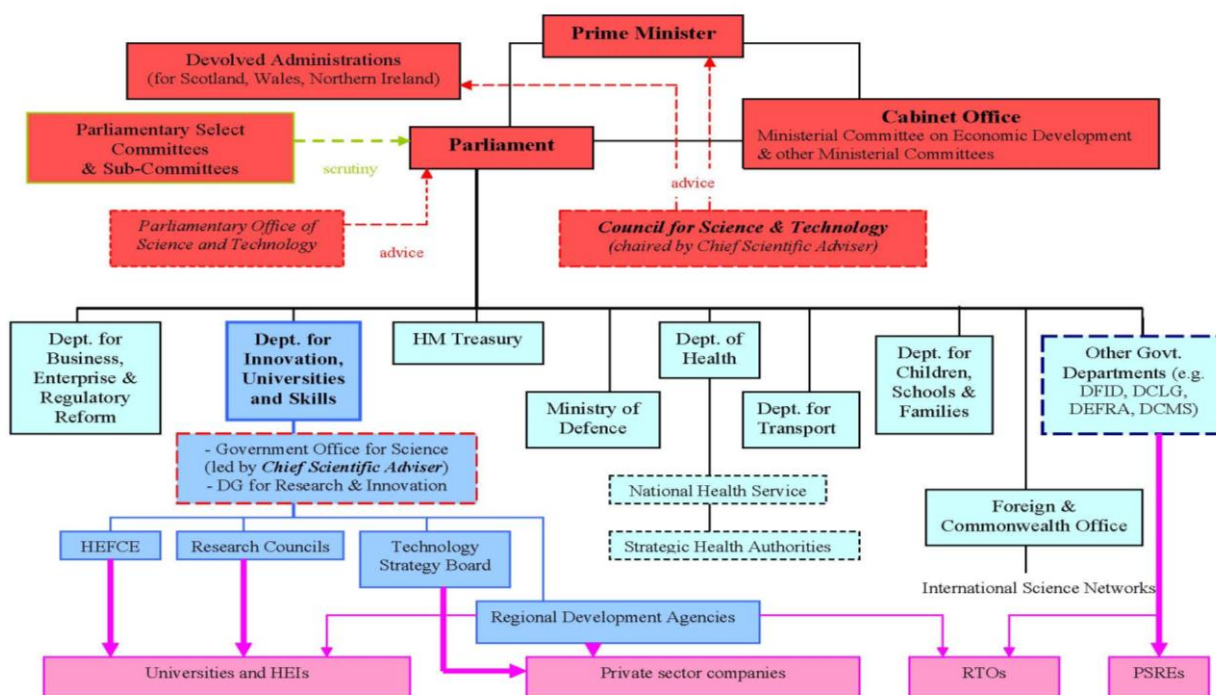 Prime Minister
Devolved Administrations
(for Scotland, Wales, Northern Ireland)
Cabinet Office
Ministerial Committee on Economic Development
& other Ministerial Committees
Parliamentary Select
Committees
& Sub-Committees
scrutiny
Parliament
advice
Parliamentary Office of
Science and Technology
advice
Council for Science & Technology
(chaired by Chief Scientific Adviser)
Dept. for
Business,
Enterprise &
Regulatory
Reform
Dept. for
Innovation,
Universities
and Skills
HM Treasury
Ministry of
Defence
Dept. of
Health
Dept. for
Transport
Dept. for
Children,
Schools &
Families
Other Govt.
Departments (e.g.
DFID, DCLG,
DEFRA, DCMS)
- Government Office for Science
(led by Chief Scientific Adviser)
- DG for Research & Innovation
National Health Service
Strategic Health Authorities
Foreign &
Commonwealth Office
International Science Networks
HEFCE
Research Councils
Technology
Strategy Board
Regional Development Agencies
Universities and HEIs
Private sector companies
RTOs
PSREs